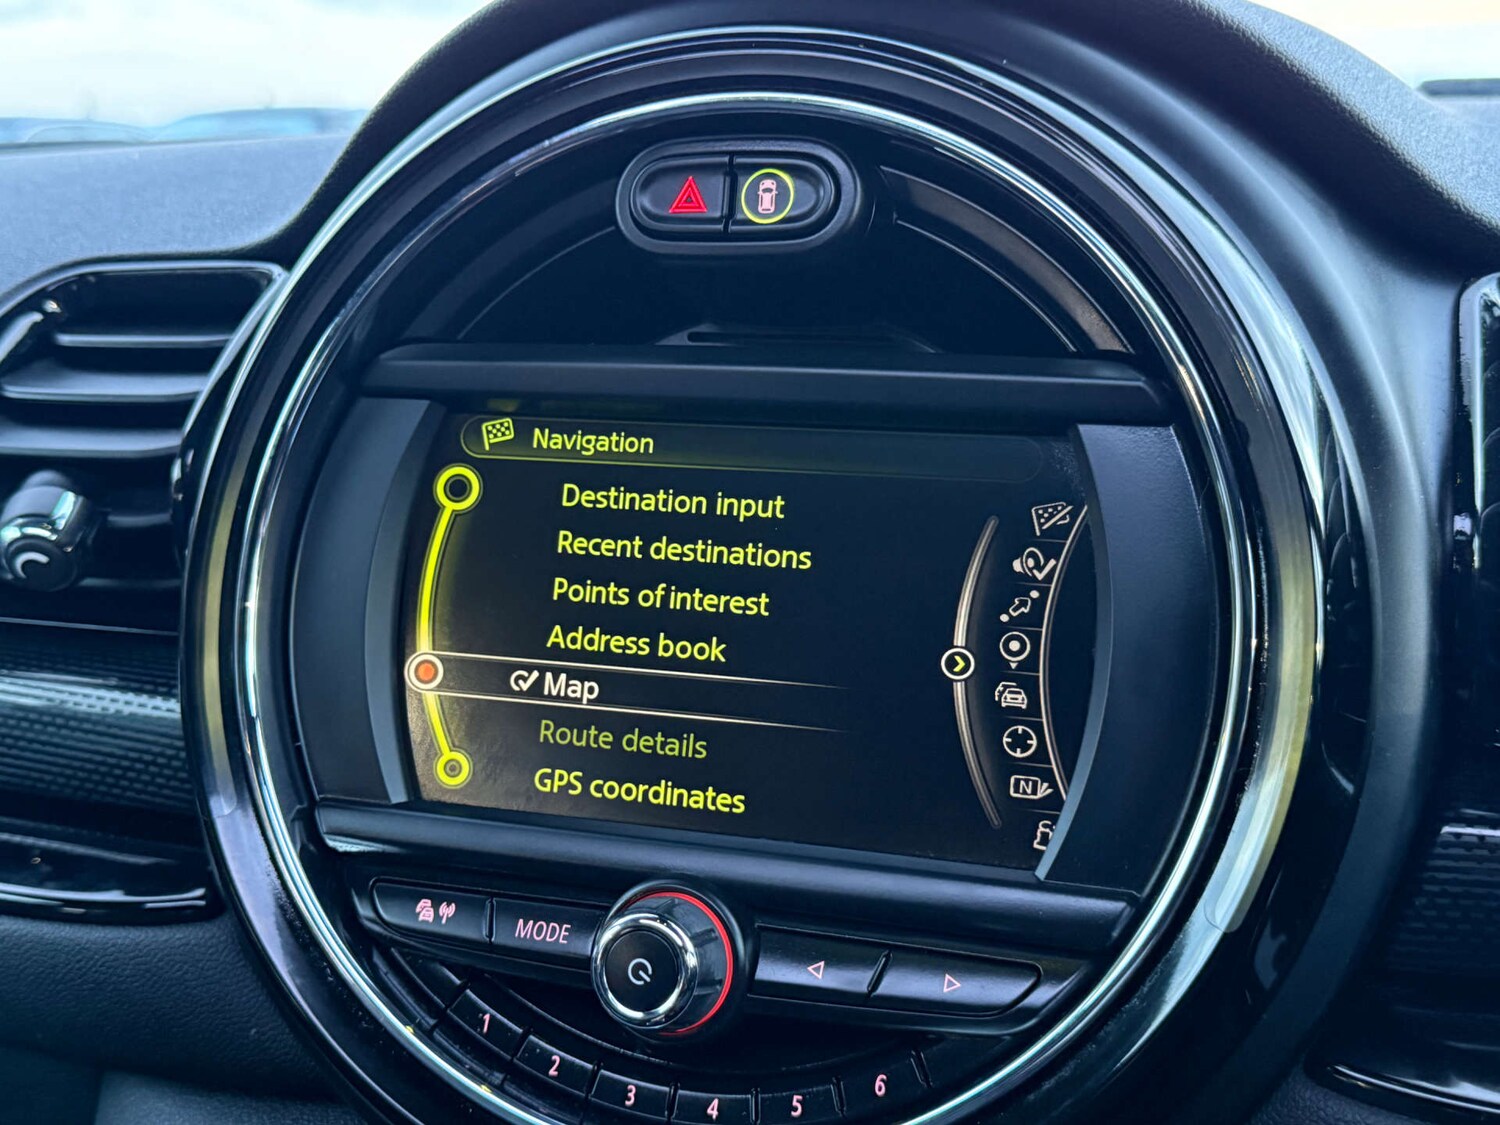 Navigation
Destination input
Recent destinations
Points of interest
Address book
Map
Route details
GPS coordinates
N
MODE
1
2
3
4
5
6